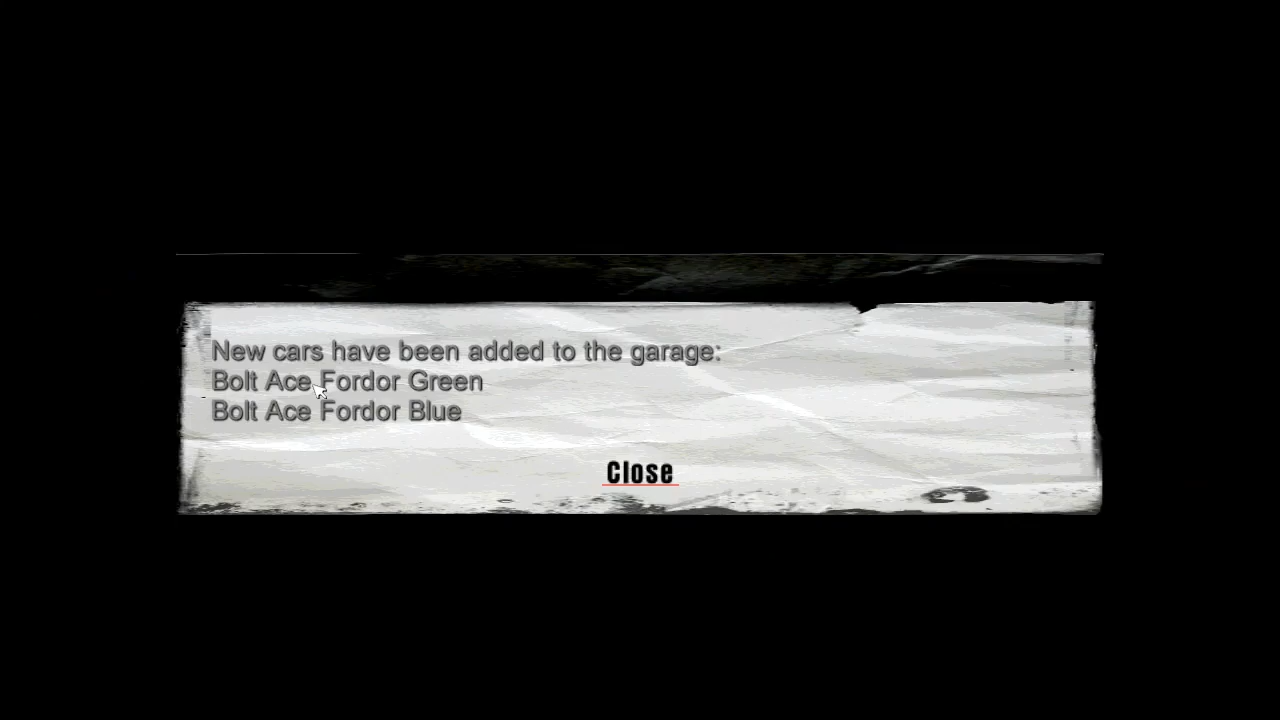 New cars have been added to the garage:
Bolt Ace Fordor Green
Bolt Ace Fordor Blue
Close